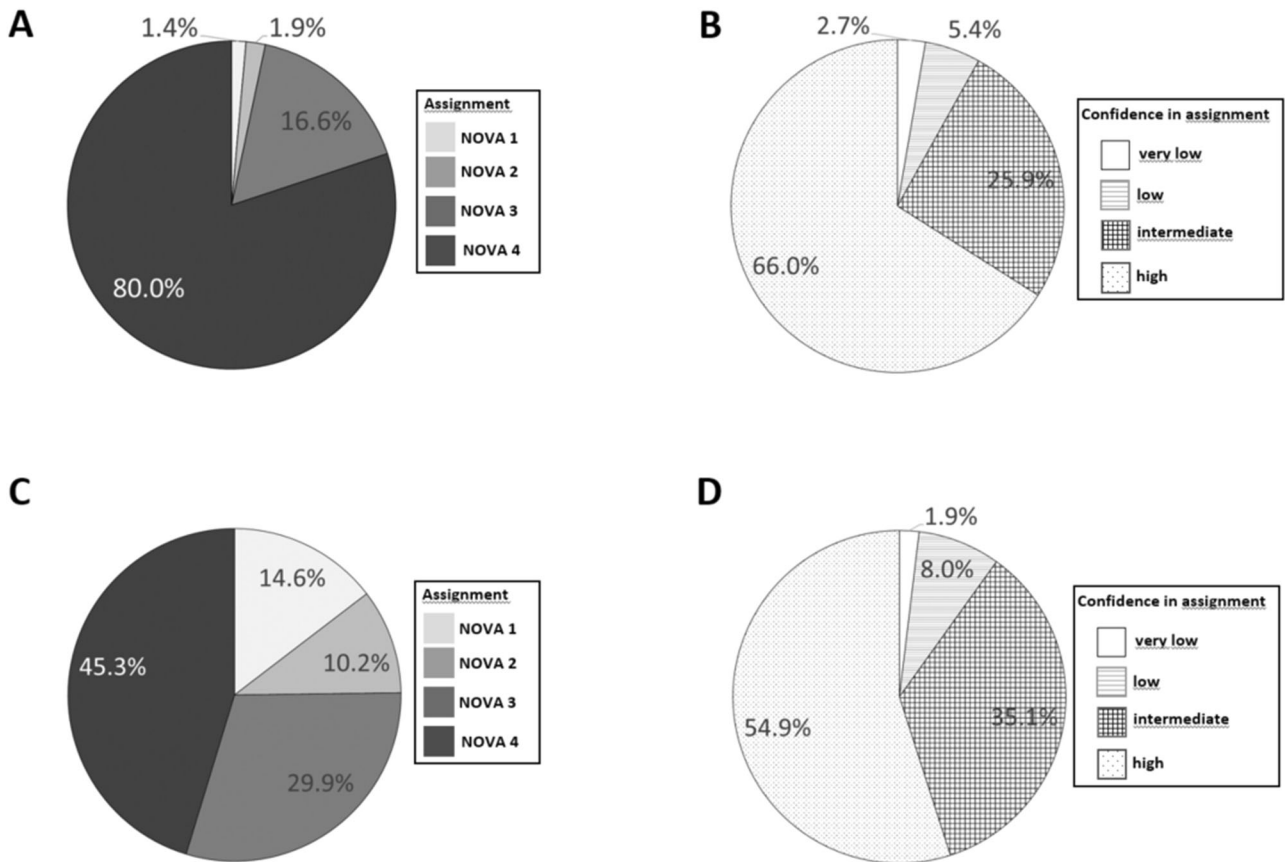 A
1.4%
1.9%
16.6%
80.0%
Assignment
NOVA 1
NOVA 2
NOVA 3
NOVA 4
B
2.7%
5.4%
25.9%
66.0%
Confidence in assignment
very low
low
intermediate
high
C
14.6%
10.2%
29.9%
45.3%
Assignment
NOVA 1
NOVA 2
NOVA 3
NOVA 4
D
1.9%
8.0%
35.1%
54.9%
Confidence in assignment
very low
low
intermediate
high